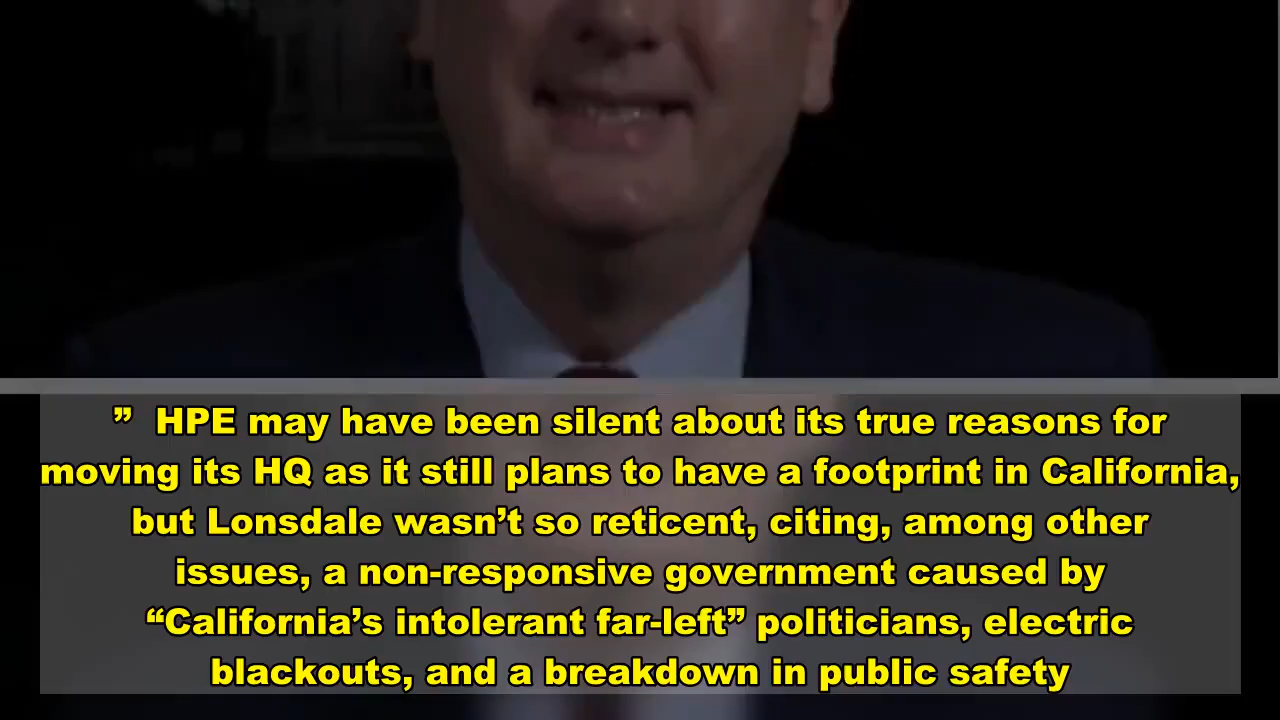 ”  HPE may have been silent about its true reasons for
moving its HQ as it still plans to have a footprint in California,
but Lonsdale wasn’t so reticent, citing, among other
issues, a non-responsive government caused by
“California’s intolerant far-left” politicians, electric
blackouts, and a breakdown in public safety